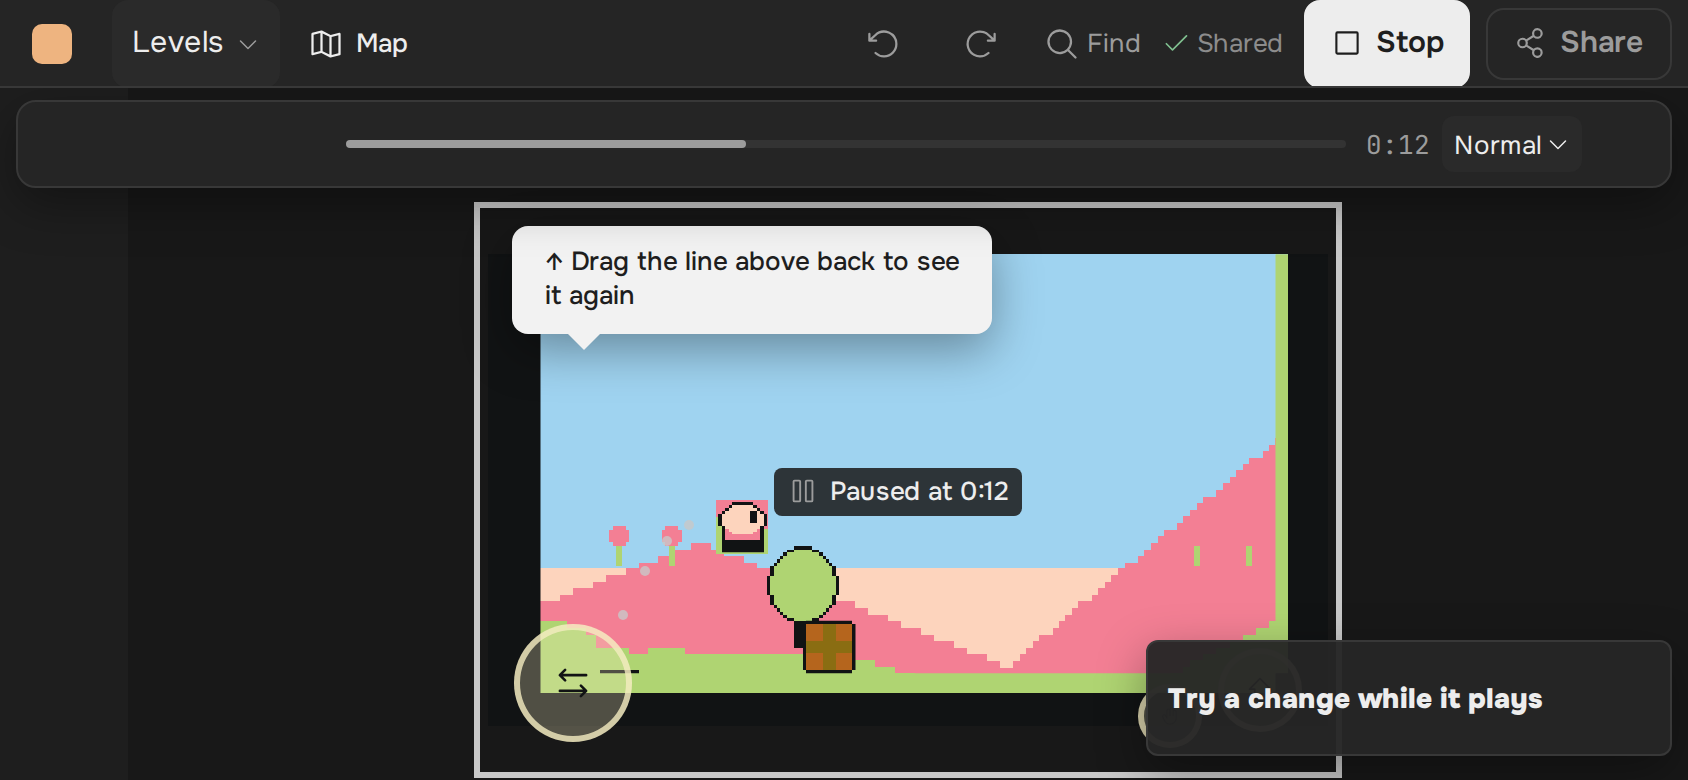 Levels
Map
Find
Shared
Stop
Share
0:12
Normal
↑ Drag the line above back to see
it again
Paused at 0:12
Try a change while it plays